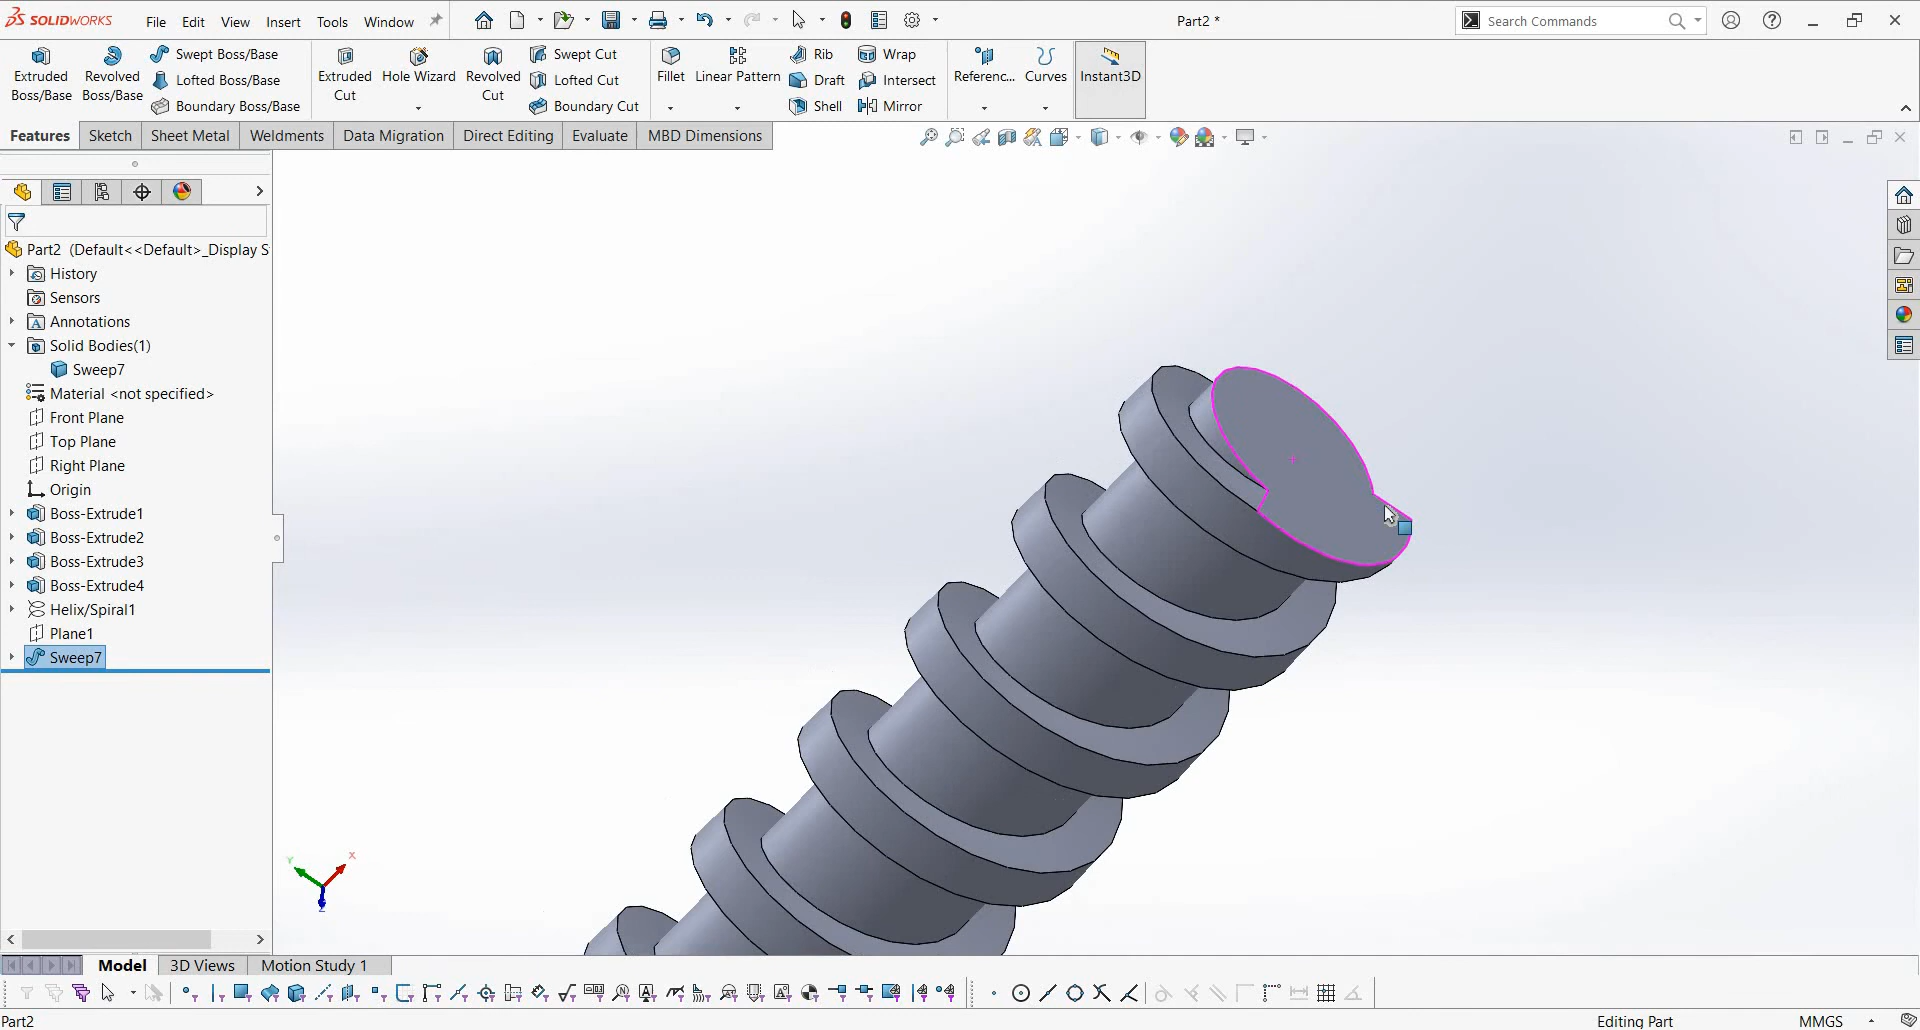 SOLIDWORKS File Edit View Insert Tools Window Part2 * Search Commands
Extruded Boss/Base
Revolved Boss/Base
Swept Boss/Base
Lofted Boss/Base
Boundary Boss/Base
Extruded Cut
Hole Wizard
Revolved Cut
Swept Cut
Lofted Cut
Boundary Cut
Fillet
Linear Pattern
Rib
Draft
Shell
Wrap
Intersect
Mirror
Referenc...
Curves
Instant3D
Features Sketch Sheet Metal Weldments Data Migration Direct Editing Evaluate MBD Dimensions
Part2 (Default<<Default>_Display S
History
Sensors
Annotations
Solid Bodies(1)
Sweep7
Material <not specified>
Front Plane
Top Plane
Right Plane
Origin
Boss-Extrude1
Boss-Extrude2
Boss-Extrude3
Boss-Extrude4
Helix/Spiral1
Plane1
Sweep7
Y X
Z
Model 3D Views Motion Study 1
Part2 Editing Part MMGS